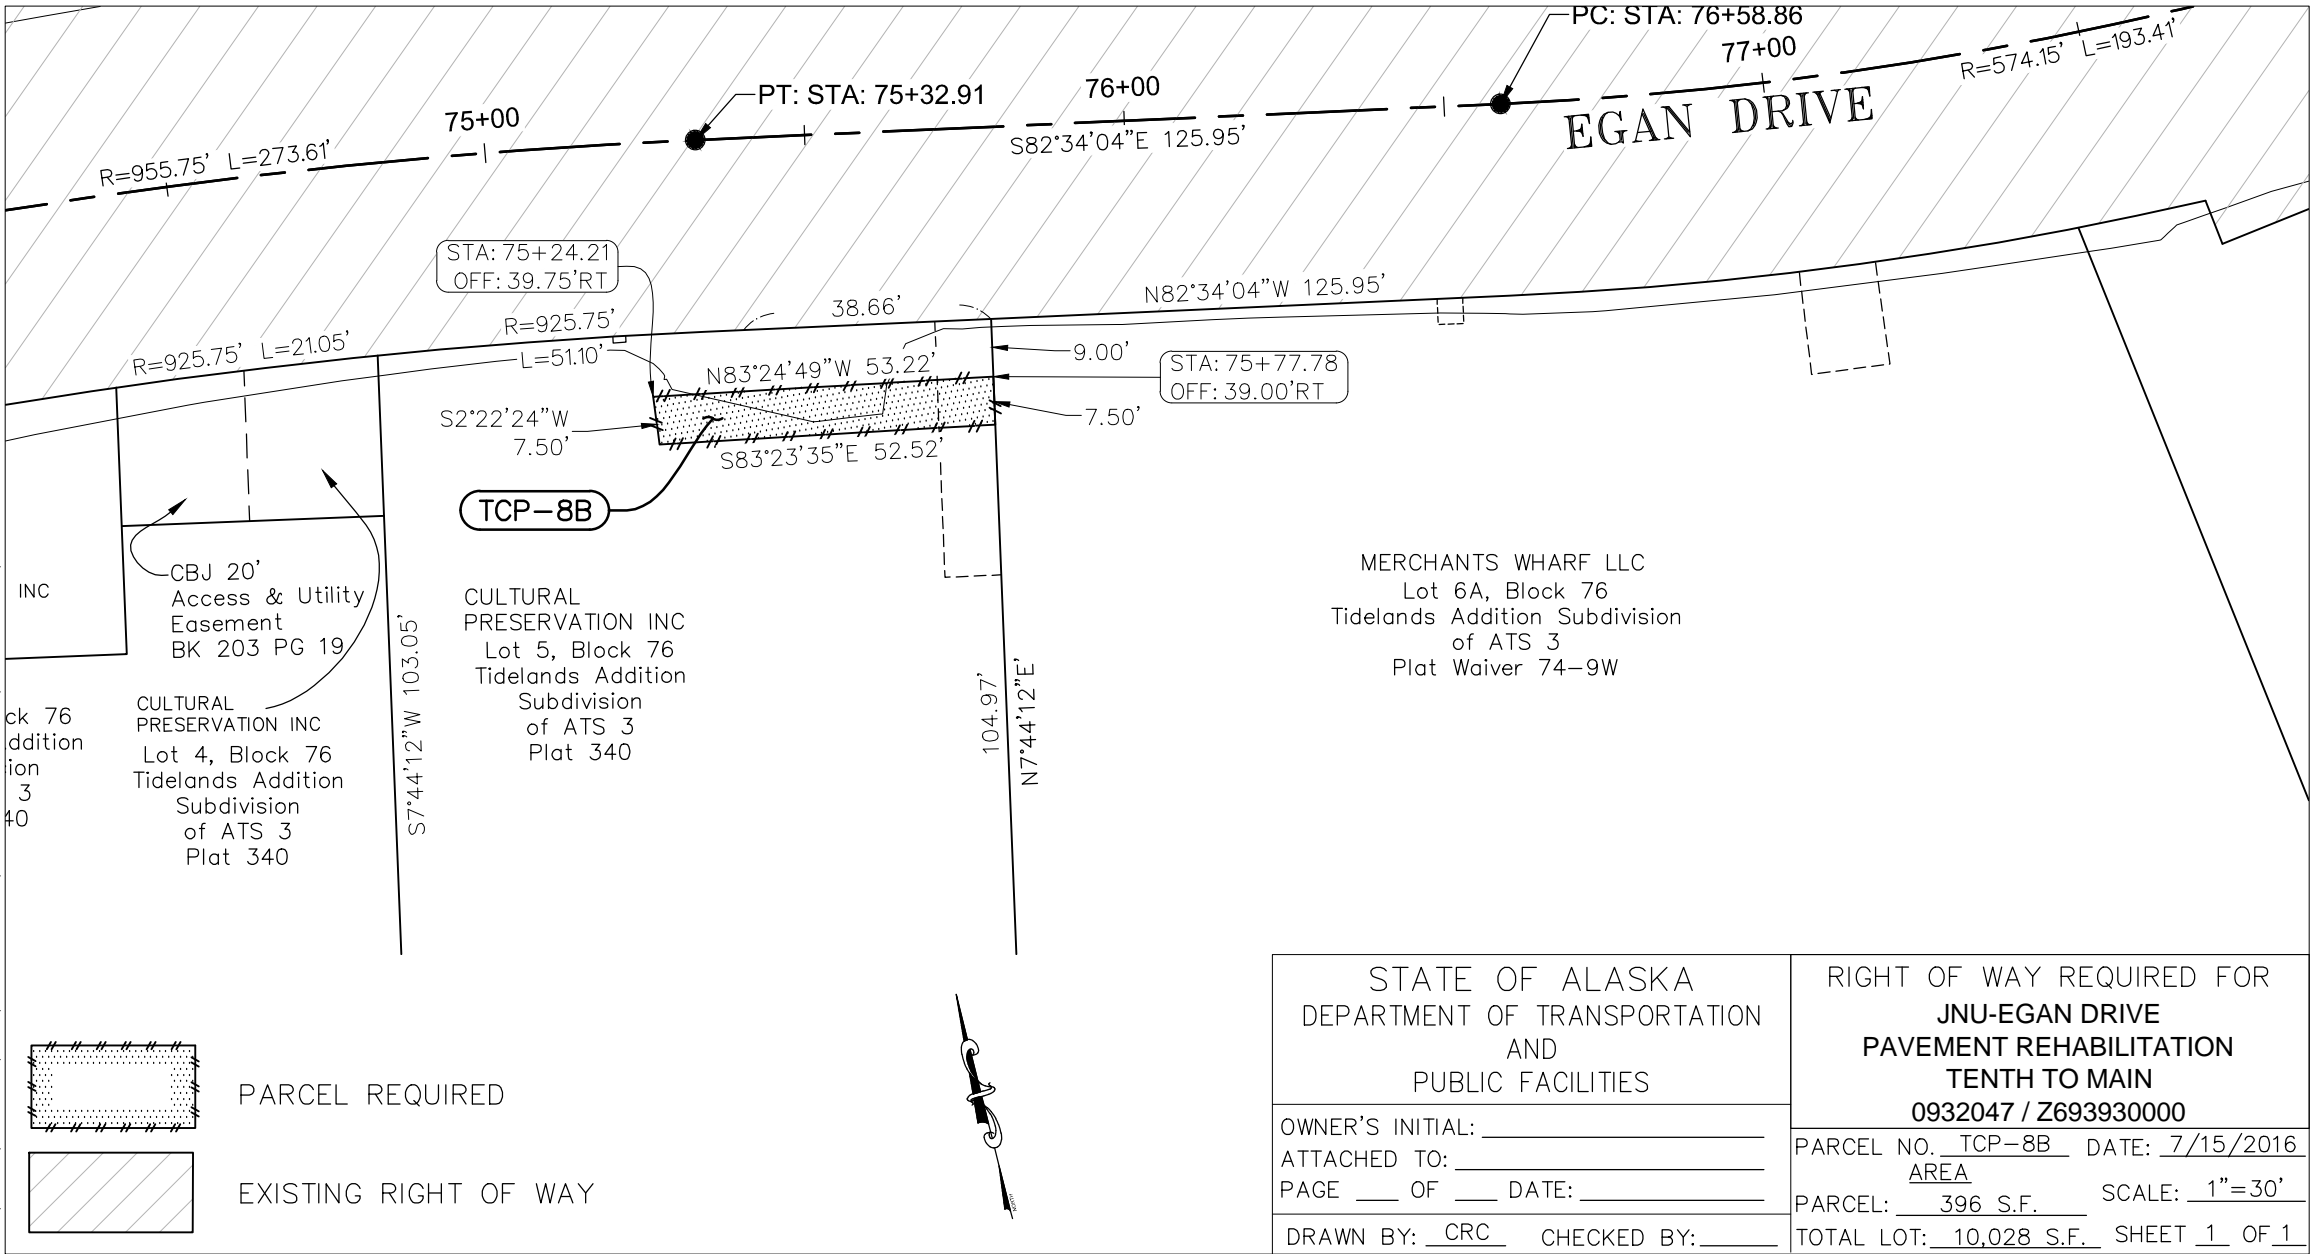 PC: STA: 76+58.86
77+00
R=574.15' L=193.41'
76+00
PT: STA: 75+32.91
75+00
EGAN DRIVE
S82°34'04"E 125.95'
R=955.75' L=273.61'
STA: 75+24.21
OFF: 39.75'RT
N82°34'04"W 125.95'
38.66'
R=925.75'
L=51.10'
R=925.75' L=21.05'
9.00'
STA: 75+77.78
OFF: 39.00'RT
N83°24'49"W 53.22'
7.50'
S2°22'24"W
7.50'
S83°23'35"E 52.52'
TCP-8B
INC
CBJ 20'
Access & Utility
Easement
BK 203 PG 19
CULTURAL
PRESERVATION INC
Lot 5, Block 76
Tidelands Addition
Subdivision
of ATS 3
Plat 340
MERCHANTS WHARF LLC
Lot 6A, Block 76
Tidelands Addition Subdivision
of ATS 3
Plat Waiver 74-9W
S7°44'12"W 103.05'
104.97'
N7°44'12"E'
ck 76
ddition
ion
3
40
CULTURAL
PRESERVATION INC
Lot 4, Block 76
Tidelands Addition
Subdivision
of ATS 3
Plat 340
PARCEL REQUIRED
EXISTING RIGHT OF WAY
STATE OF ALASKA
DEPARTMENT OF TRANSPORTATION
AND
PUBLIC FACILITIES
OWNER'S INITIAL:
ATTACHED TO:
PAGE ___ OF ___ DATE:
DRAWN BY: CRC CHECKED BY:
RIGHT OF WAY REQUIRED FOR
JNU-EGAN DRIVE
PAVEMENT REHABILITATION
TENTH TO MAIN
0932047 / Z693930000
PARCEL NO. TCP-8B DATE: 7/15/2016
AREA
PARCEL: 396 S.F. SCALE: 1"=30'
TOTAL LOT: 10,028 S.F. SHEET 1 OF 1